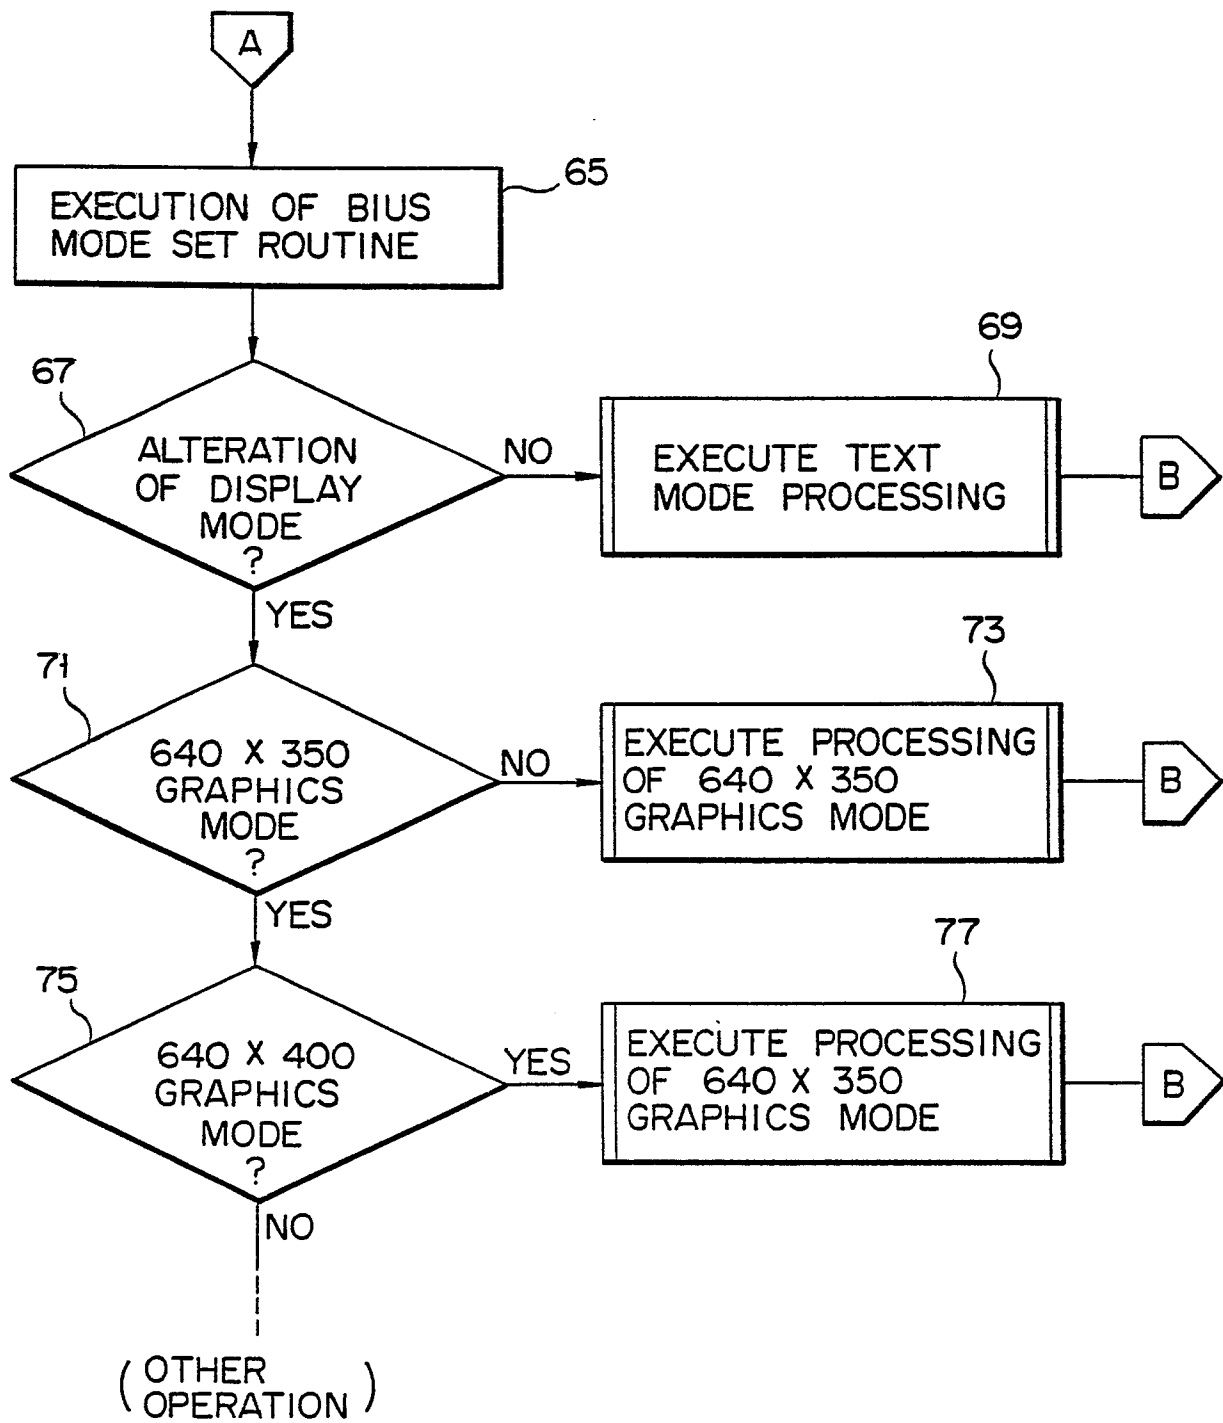 A
65
EXECUTION OF BIUS
MODE SET ROUTINE
67
ALTERATION
OF DISPLAY
MODE
?
NO
69
EXECUTE TEXT
MODE PROCESSING
B
YES
71
640 X 350
GRAPHICS
MODE
?
NO
73
EXECUTE PROCESSING
OF 640 X 350
GRAPHICS MODE
B
YES
75
640 X 400
GRAPHICS
MODE
?
YES
77
EXECUTE PROCESSING
OF 640 X 350
GRAPHICS MODE
B
NO
(OTHER
OPERATION)